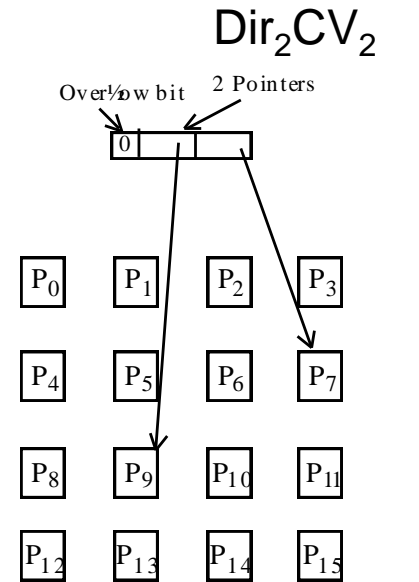 Dir₂CV₂
Over½ow bit 2 Pointers
0
P₀ P₁ P₂ P₃
P₄ P₅ P₆ P₇
P₈ P₉ P₁₀ P₁₁
P₁₂ P₁₃ P₁₄ P₁₅